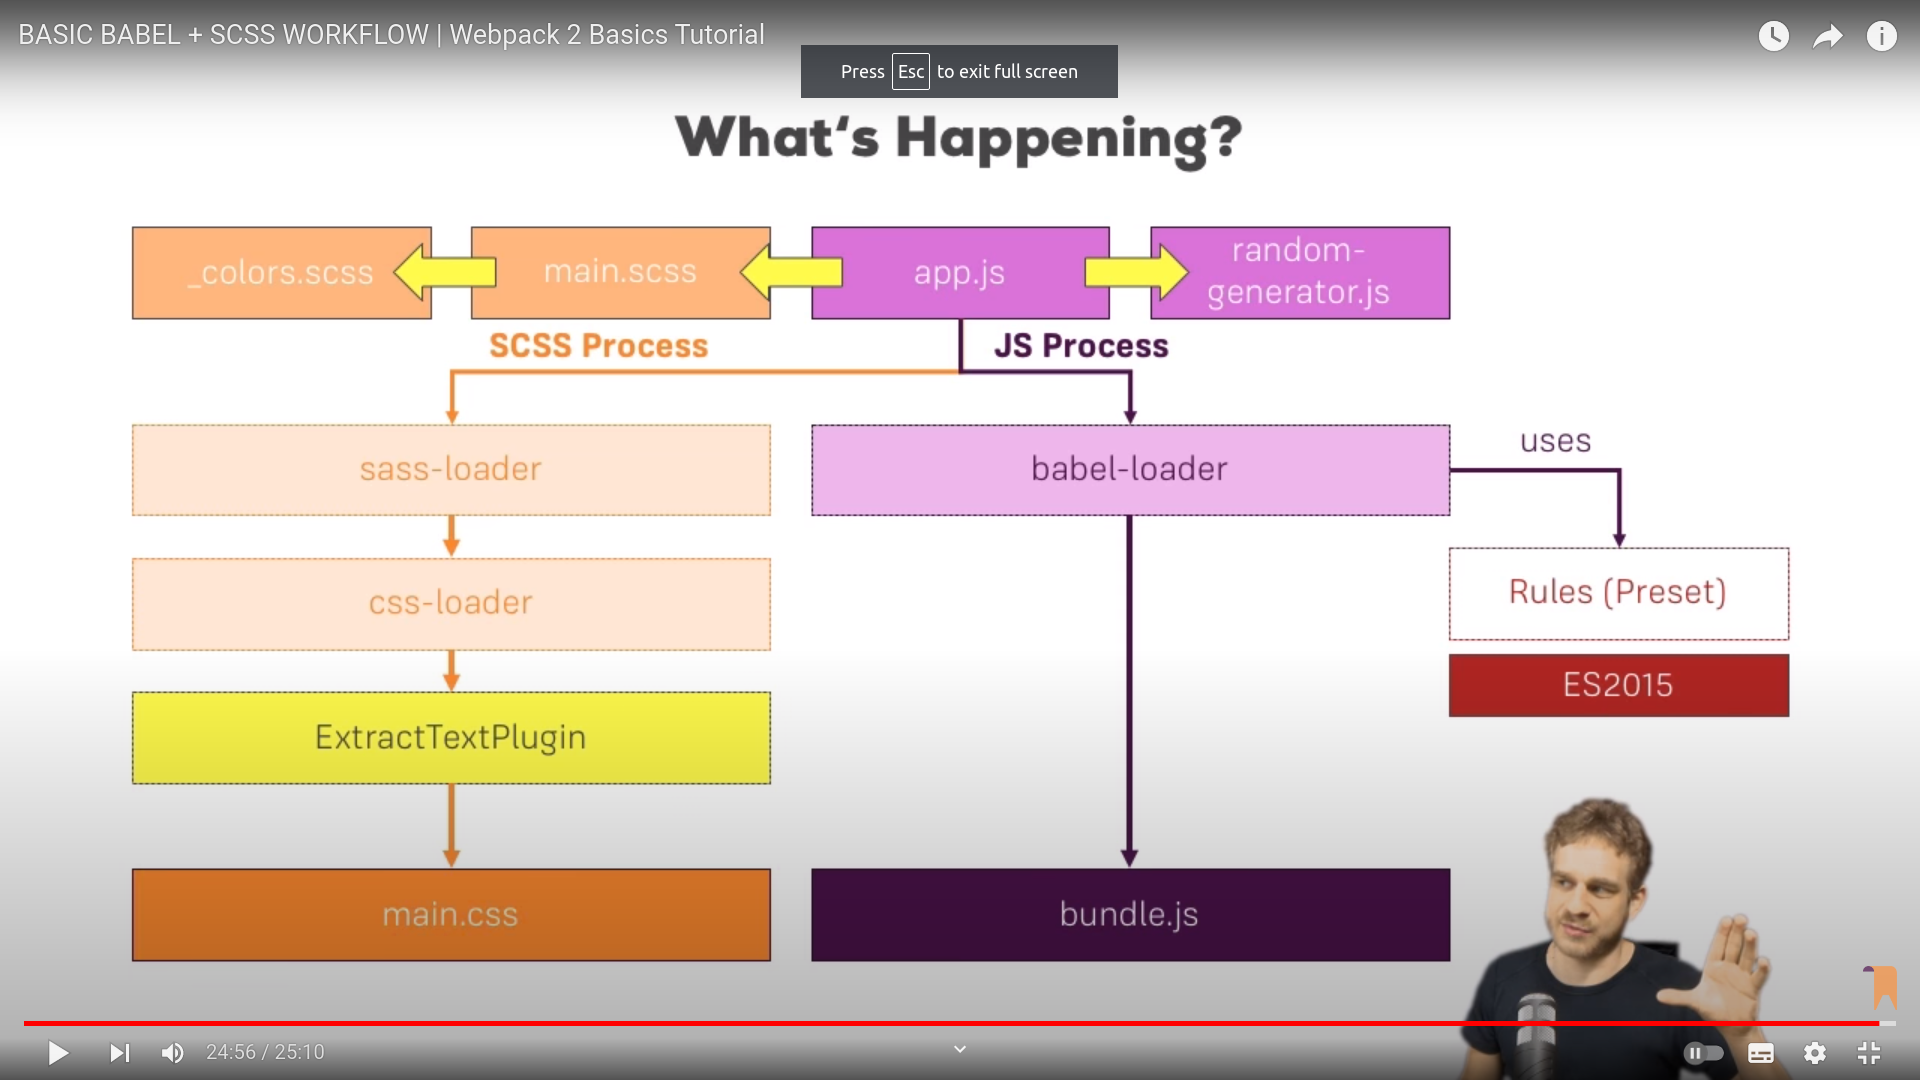 BASIC BABEL + SCSS WORKFLOW | Webpack 2 Basics Tutorial
Press Esc to exit full screen
What's Happening?
_colors.scss
main.scss
app.js
random-
generator.js
SCSS Process
JS Process
sass-loader
babel-loader
uses
css-loader
Rules (Preset)
ES2015
ExtractTextPlugin
main.css
bundle.js
24:56 / 25:10